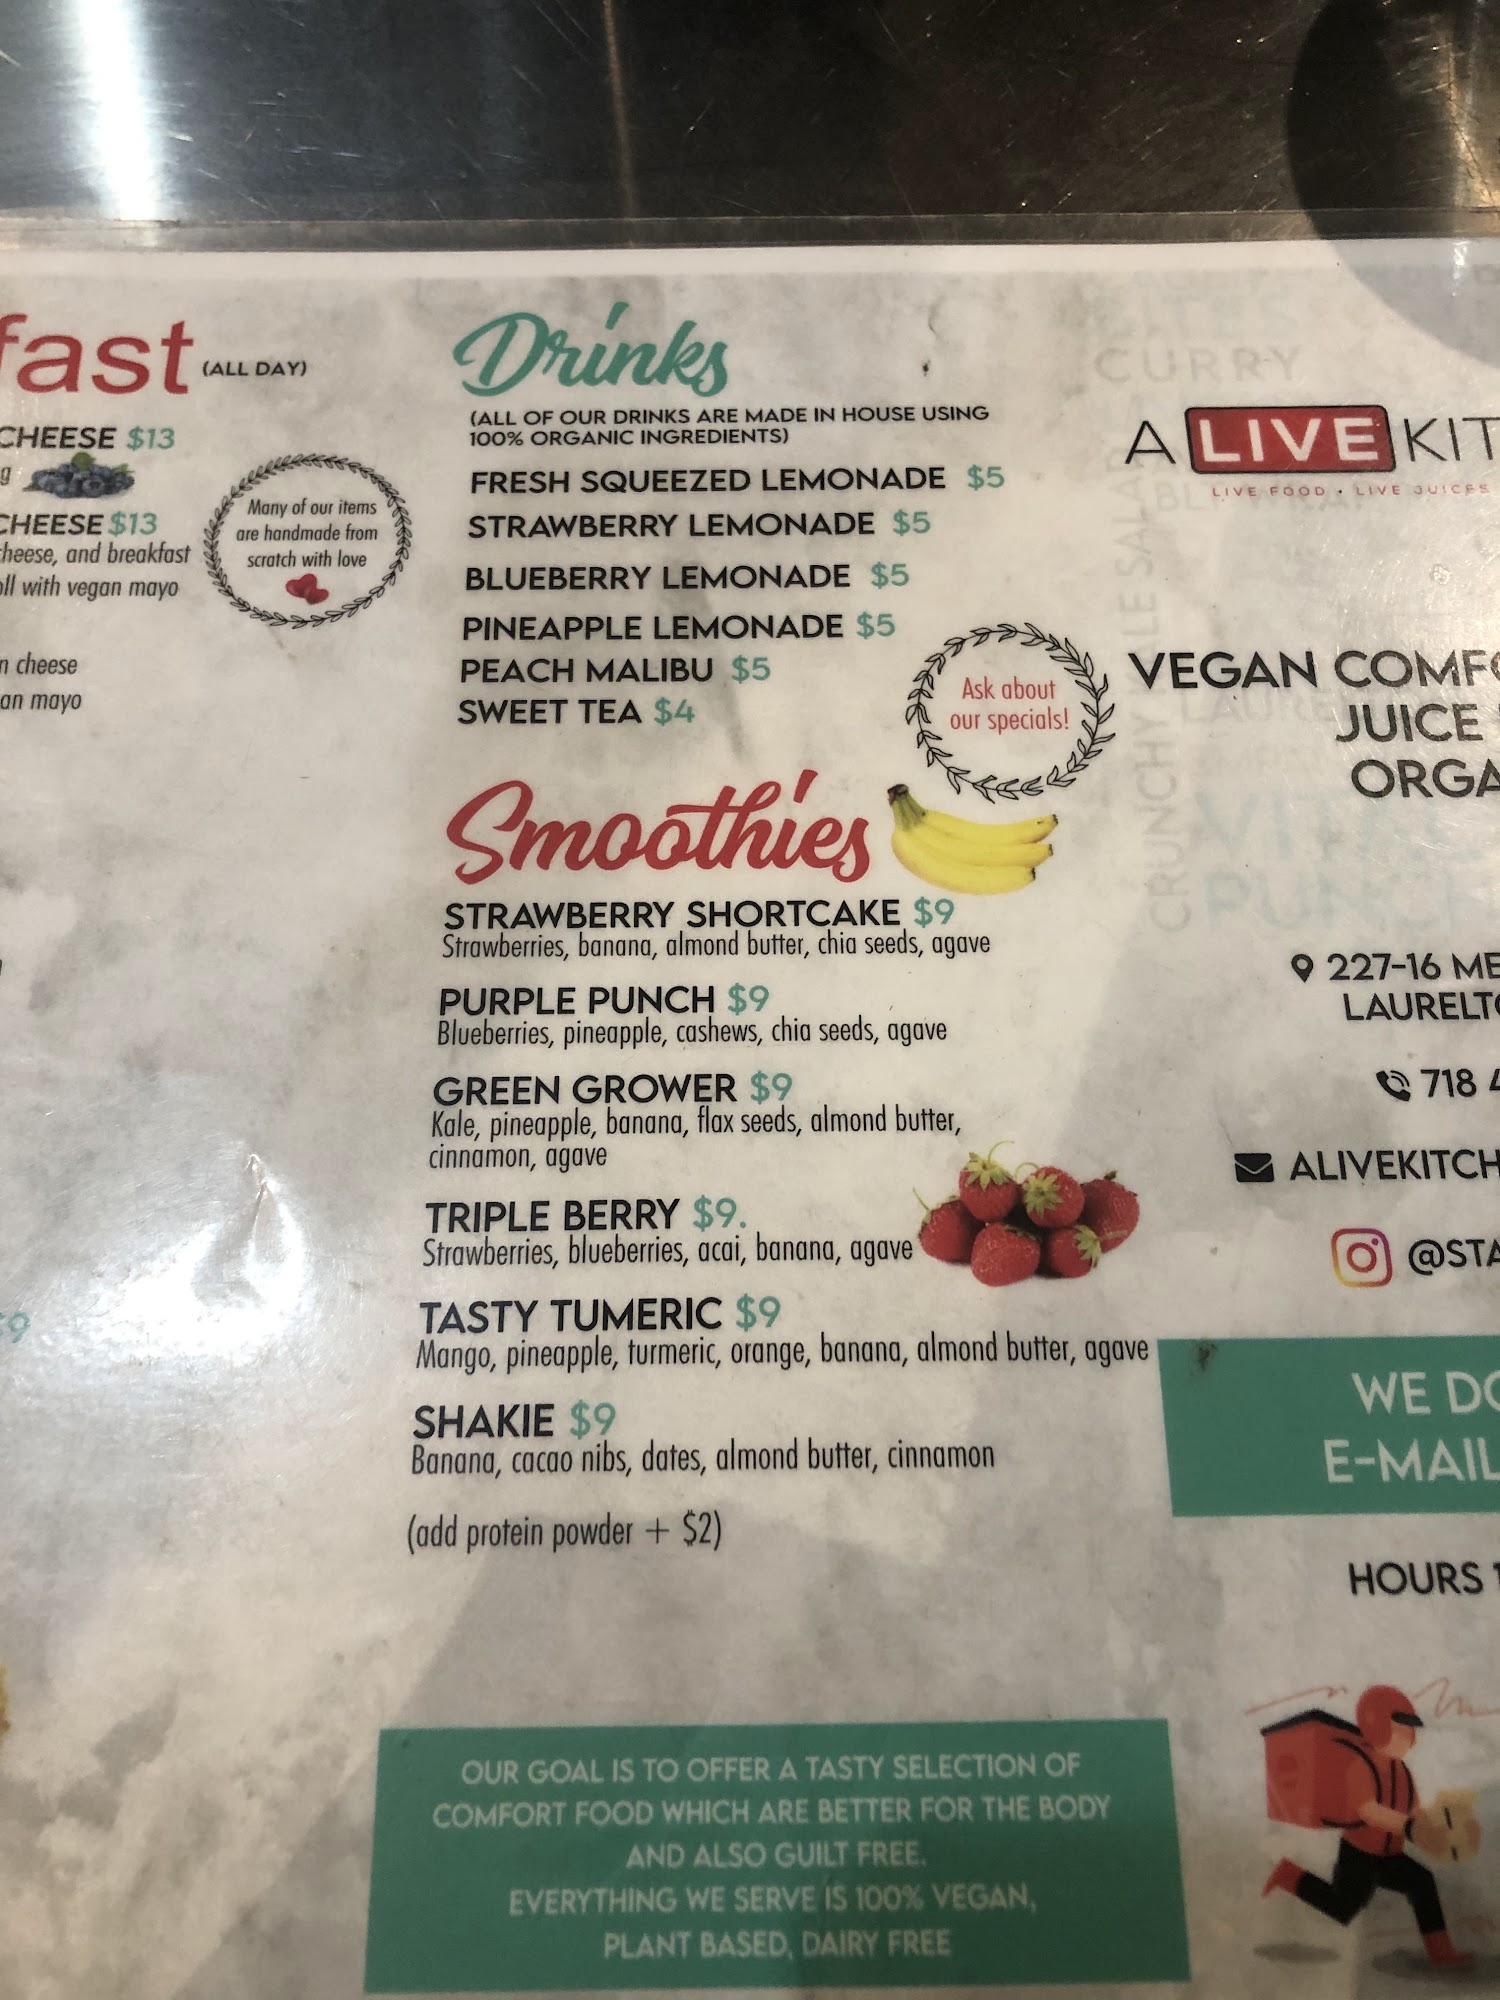 fast (ALL DAY)
CHEESE $13
g
CHEESE $13
cheese, and breakfast
oll with vegan mayo
n cheese
an mayo
$9
Many of our items
are handmade from
scratch with love
Drinks
(ALL OF OUR DRINKS ARE MADE IN HOUSE USING
100% ORGANIC INGREDIENTS)
FRESH SQUEEZED LEMONADE $5
STRAWBERRY LEMONADE $5
BLUEBERRY LEMONADE $5
PINEAPPLE LEMONADE $5
PEACH MALIBU $5
SWEET TEA $4
Ask about
our specials!
Smoothies
STRAWBERRY SHORTCAKE $9
Strawberries, banana, almond butter, chia seeds, agave
PURPLE PUNCH $9
Blueberries, pineapple, cashews, chia seeds, agave
GREEN GROWER $9
Kale, pineapple, banana, flax seeds, almond butter,
cinnamon, agave
TRIPLE BERRY $9.
Strawberries, blueberries, acai, banana, agave
TASTY TUMERIC $9
Mango, pineapple, turmeric, orange, banana, almond butter, agave
SHAKIE $9
Banana, cacao nibs, dates, almond butter, cinnamon
(add protein powder + $2)
OUR GOAL IS TO OFFER A TASTY SELECTION OF
COMFORT FOOD WHICH ARE BETTER FOR THE BODY
AND ALSO GUILT FREE.
EVERYTHING WE SERVE IS 100% VEGAN,
PLANT BASED, DAIRY FREE
CURRY
A LIVE KIT
LIVE FOOD • LIVE JUICES
VEGAN COMFO
JUICE
ORGA
227-16 ME
LAURELTO
718 4
ALIVEKITCH
@STA
WE DO
E-MAIL
HOURS 1